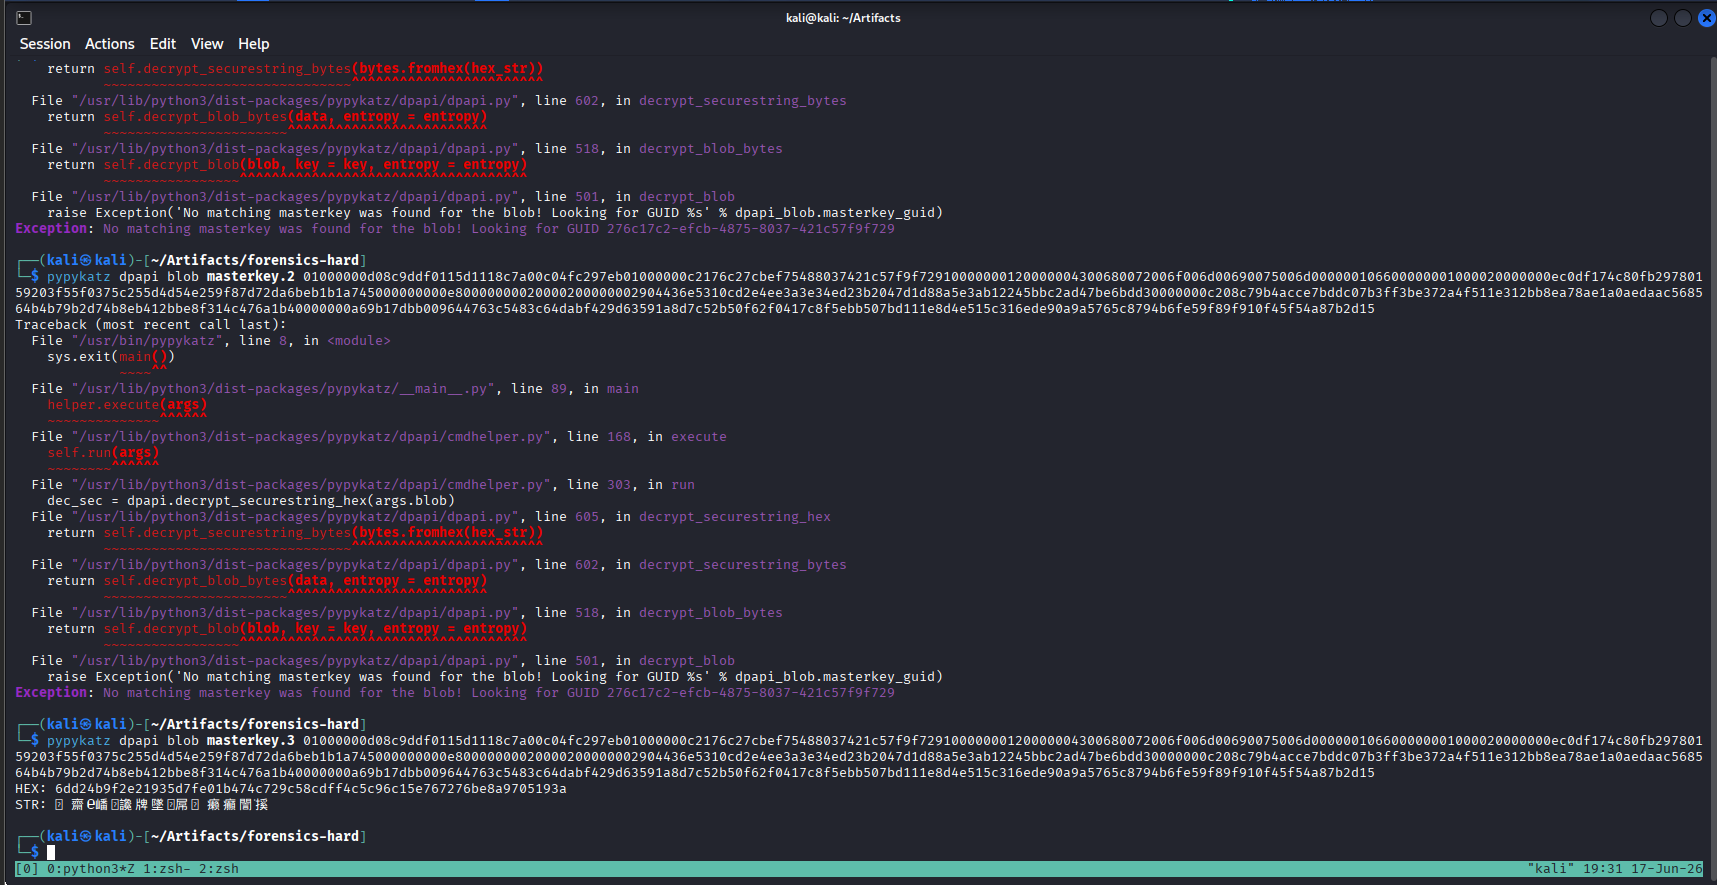 kali@kali: ~/Artifacts
Session Actions Edit View Help
return self.decrypt_securestring_bytes(bytes.fromhex(hex_str))
~~~~~~~~~~~~~~~~~~~~~~~~~~~~~~~^^^^^^^^^^^^^^^^^^^^^^^^
File "/usr/lib/python3/dist-packages/pypykatz/dpapi/dpapi.py", line 602, in decrypt_securestring_bytes
return self.decrypt_blob_bytes(data, entropy = entropy)
~~~~~~~~~~~~~~~~~~~~~~~^^^^^^^^^^^^^^^^^^^^^^^^^
File "/usr/lib/python3/dist-packages/pypykatz/dpapi/dpapi.py", line 518, in decrypt_blob_bytes
return self.decrypt_blob(blob, key = key, entropy = entropy)
~~~~~~~~~~~~~~~~~^^^^^^^^^^^^^^^^^^^^^^^^^^^^^^^^^^^^
File "/usr/lib/python3/dist-packages/pypykatz/dpapi/dpapi.py", line 501, in decrypt_blob
raise Exception('No matching masterkey was found for the blob! Looking for GUID %s' % dpapi_blob.masterkey_guid)
Exception: No matching masterkey was found for the blob! Looking for GUID 276c17c2-efcb-4875-8037-421c57f9f729
┌──(kali㉿kali)-[~/Artifacts/forensics-hard]
└─$ pypykatz dpapi blob masterkey.2 01000000d08c9ddf0115d1118c7a00c04fc297eb01000000c2176c27cbef75488037421c57f9f72910000000120000004300680072006f006d00690075006d0000001066000000010000200000000ec0df174c80fb297801
59203f55f0375c255d4d54e259f87d72da6beb1b1a745000000000e80000000020000200000002904436e5310cd2e4ee3a3e34ed23b2047d1d88a5e3ab12245bbc2ad47be6bdd30000000c208c79b4acce7bddc07b3ff3be372a4f511e312bb8ea78ae1a0aedaac5685
64b4b79b2d74b8eb412bbe8f314c476a1b40000000a69b17dbb009644763c5483c64dabf429d63591a8d7c52b50f62f0417c8f5ebb507bd111e8d4e515c316ede90a9a5765c8794b6fe59f89f910f45f54a87b2d15
Traceback (most recent call last):
File "/usr/bin/pypykatz", line 8, in <module>
sys.exit(main())
~~~~^^
File "/usr/lib/python3/dist-packages/pypykatz/__main__.py", line 89, in main
helper.execute(args)
~~~~~~~~~~~~~~^^^^^^
File "/usr/lib/python3/dist-packages/pypykatz/dpapi/cmdhelper.py", line 168, in execute
self.run(args)
~~~~~~~~^^^^^^
File "/usr/lib/python3/dist-packages/pypykatz/dpapi/cmdhelper.py", line 303, in run
dec_sec = dpapi.decrypt_securestring_hex(args.blob)
File "/usr/lib/python3/dist-packages/pypykatz/dpapi/dpapi.py", line 605, in decrypt_securestring_hex
return self.decrypt_securestring_bytes(bytes.fromhex(hex_str))
~~~~~~~~~~~~~~~~~~~~~~~~~~~~~~~^^^^^^^^^^^^^^^^^^^^^^^^
File "/usr/lib/python3/dist-packages/pypykatz/dpapi/dpapi.py", line 602, in decrypt_securestring_bytes
return self.decrypt_blob_bytes(data, entropy = entropy)
~~~~~~~~~~~~~~~~~~~~~~~^^^^^^^^^^^^^^^^^^^^^^^^^
File "/usr/lib/python3/dist-packages/pypykatz/dpapi/dpapi.py", line 518, in decrypt_blob_bytes
return self.decrypt_blob(blob, key = key, entropy = entropy)
~~~~~~~~~~~~~~~~~^^^^^^^^^^^^^^^^^^^^^^^^^^^^^^^^^^^^
File "/usr/lib/python3/dist-packages/pypykatz/dpapi/dpapi.py", line 501, in decrypt_blob
raise Exception('No matching masterkey was found for the blob! Looking for GUID %s' % dpapi_blob.masterkey_guid)
Exception: No matching masterkey was found for the blob! Looking for GUID 276c17c2-efcb-4875-8037-421c57f9f729
┌──(kali㉿kali)-[~/Artifacts/forensics-hard]
└─$ pypykatz dpapi blob masterkey.3 01000000d08c9ddf0115d1118c7a00c04fc297eb01000000c2176c27cbef75488037421c57f9f72910000000120000004300680072006f006d00690075006d0000001066000000010000200000000ec0df174c80fb297801
59203f55f0375c255d4d54e259f87d72da6beb1b1a745000000000e80000000020000200000002904436e5310cd2e4ee3a3e34ed23b2047d1d88a5e3ab12245bbc2ad47be6bdd30000000c208c79b4acce7bddc07b3ff3be372a4f511e312bb8ea78ae1a0aedaac5685
64b4b79b2d74b8eb412bbe8f314c476a1b40000000a69b17dbb009644763c5483c64dabf429d63591a8d7c52b50f62f0417c8f5ebb507bd111e8d4e515c316ede90a9a5765c8794b6fe59f89f910f45f54a87b2d15
HEX: 6dd24b9f2e21935d7fe01b474c729c58cdff4c5c96c15e767276be8a9705193a
STR:
┌──(kali㉿kali)-[~/Artifacts/forensics-hard]
└─$
[0] 0:python3*Z 1:zsh- 2:zsh "kali" 19:31 17-Jun-26